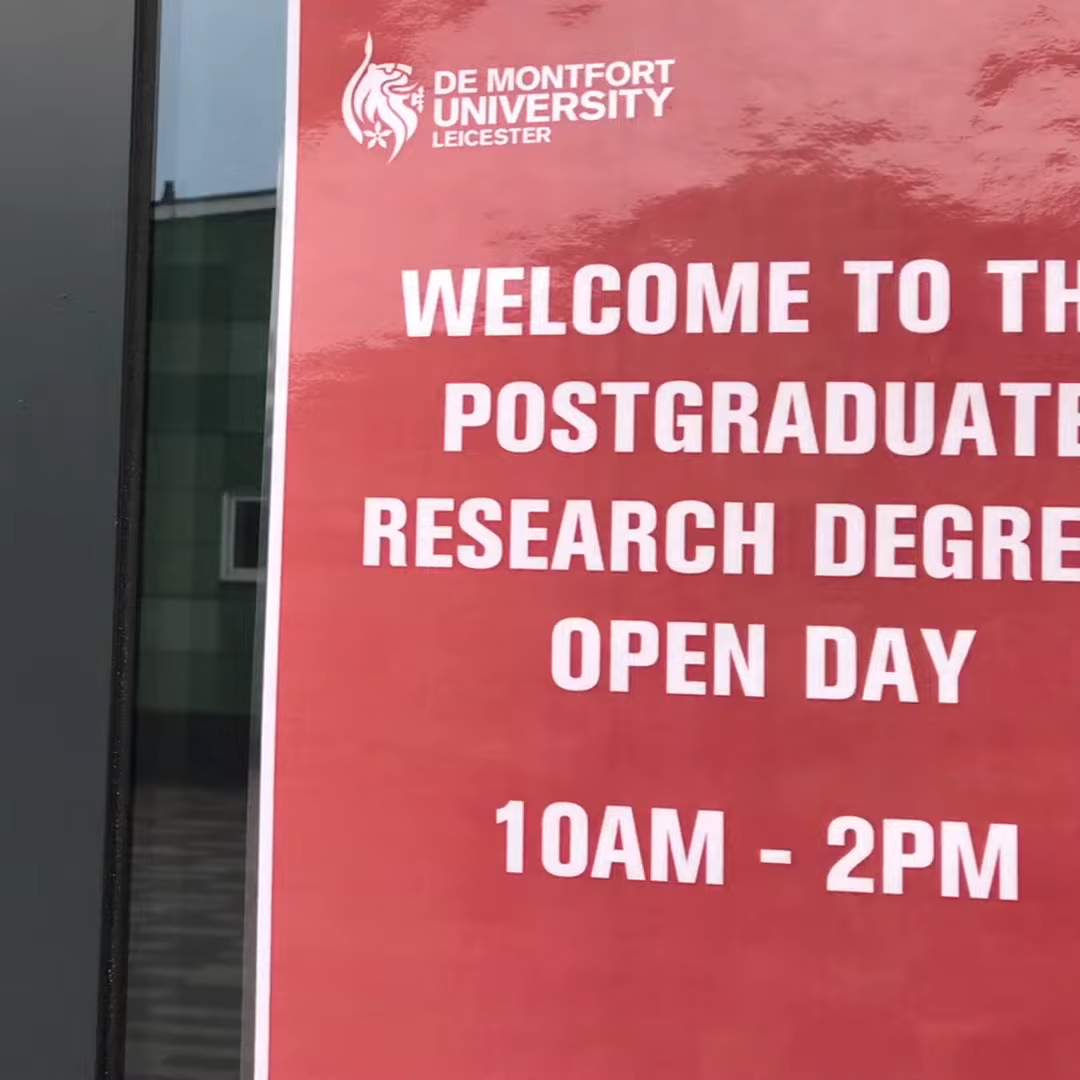 DE MONTFORT
UNIVERSITY
LEICESTER
WELCOME TO TH
POSTGRADUATE
RESEARCH DEGRE
OPEN DAY
10AM - 2PM